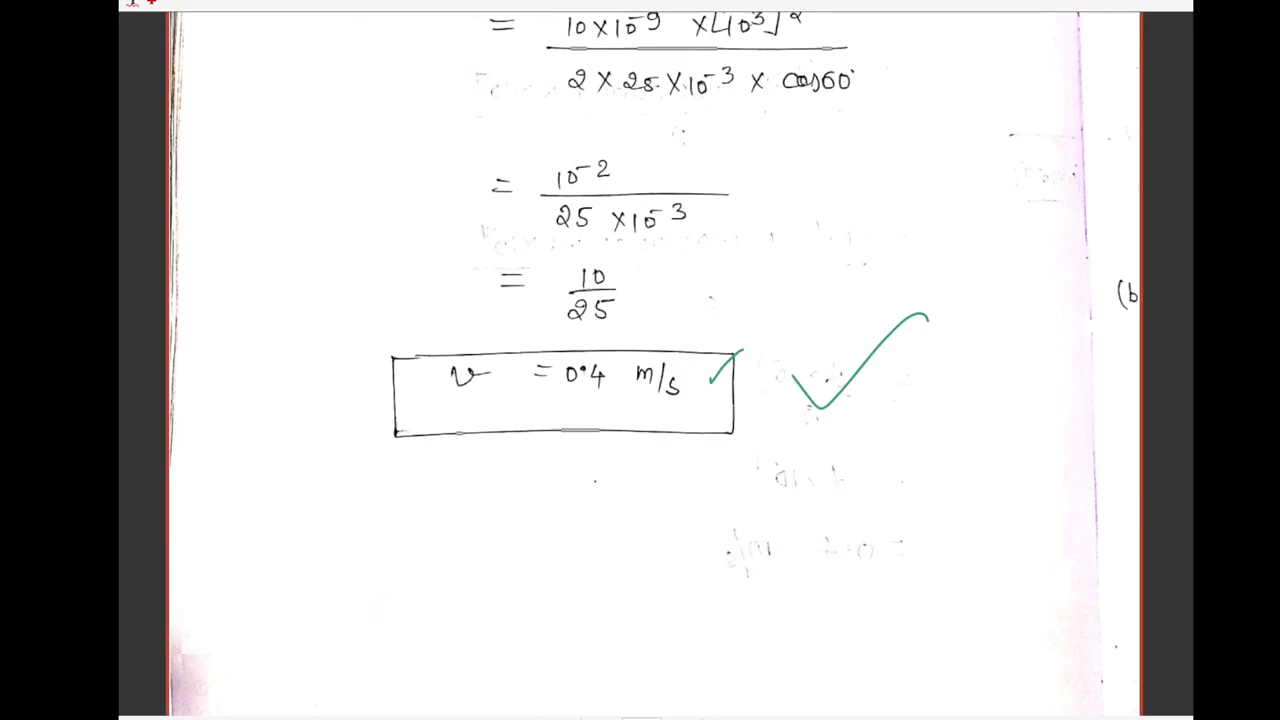 = 10×10⁻⁹ ×[10³]²
2 × 25 × 10⁻³ × cos60°
= 10⁻²
25 ×10⁻³
= 10
25
v = 0.4 m/s
(b